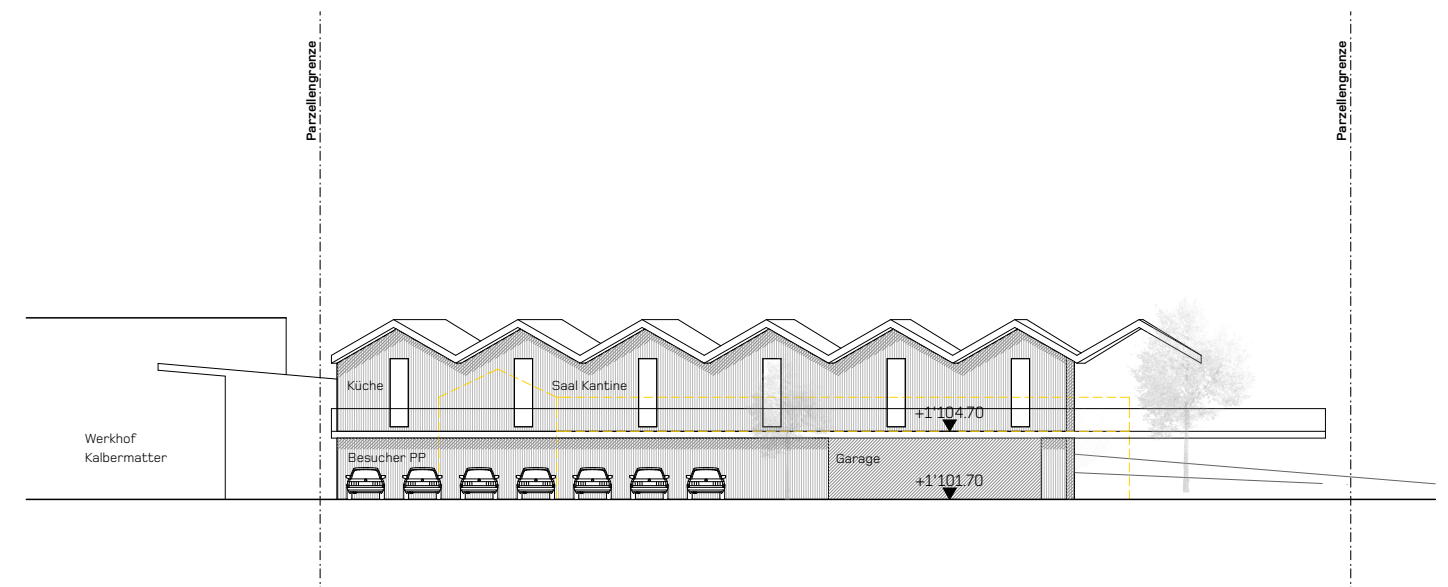 Parzellengrenze
Parzellengrenze
Küche
Saal Kantine
+1'104.70
Werkhof
Kalbermatter
Besucher PP
Garage
+1'101.70